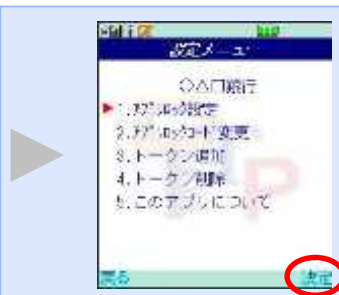 設定メニュー
○△□銀行
1.ｱﾌﾟﾘﾛｯｸ設定
2.ｱﾌﾟﾘﾛｯｸｺｰﾄﾞ変更
3.トークン追加
4.トークン削除
5.このアプリについて
戻る 決定